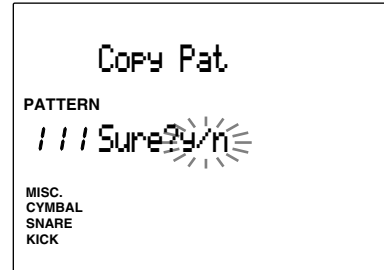 Copy Pat.
PATTERN
111 Sure?y/n
MISC.
CYMBAL
SNARE
KICK